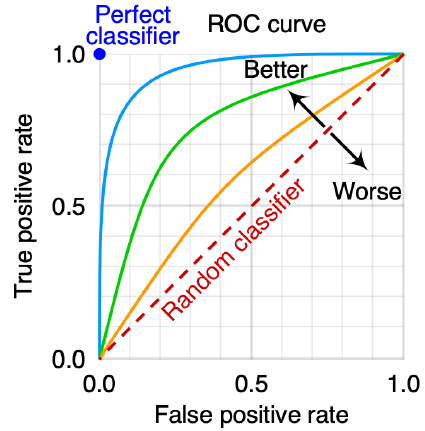 Perfect
classifier
ROC curve
1.0
Better
True positive rate
0.5
Worse
Random classifier
0.0
0.0
0.5
1.0
False positive rate